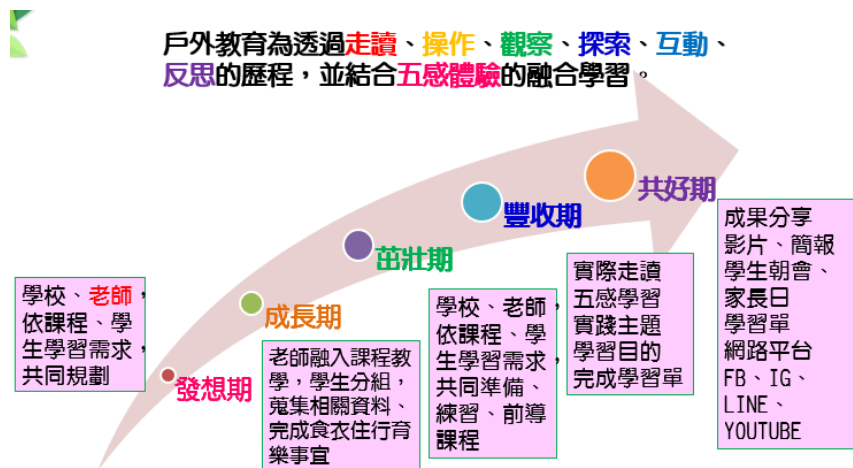 戶外教育為透過走讀、操作、觀察、探索、互動、
反思的歷程，並結合五感體驗的融合學習。
發想期
學校、老師，
依課程、學
生學習需求，
共同規劃
成長期
老師融入課程教
學，學生分組，
蒐集相關資料、
完成食衣住行育
樂事宜
茁壯期
學校、老師、
依課程、學
生學習需求，
共同準備、
練習、前導
課程
豐收期
實際走讀
五感學習
實踐主題
學習目的
完成學習單
共好期
成果分享
影片、簡報
學生朝會、
家長日
學習單
網路平台
FB、IG、
LINE、
YOUTUBE